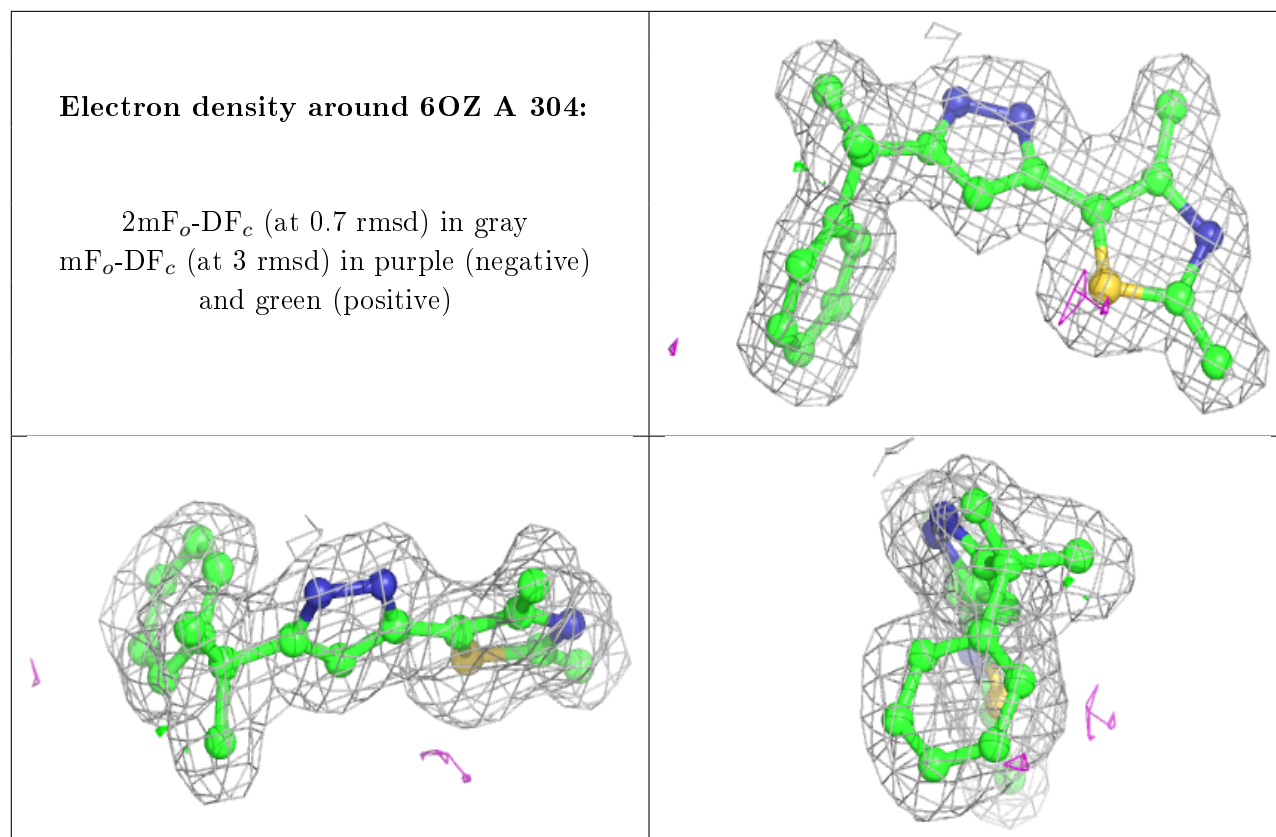 Electron density around 6OZ A 304:
2mFo-DFc (at 0.7 rmsd) in gray
mFo-DFc (at 3 rmsd) in purple (negative)
and green (positive)